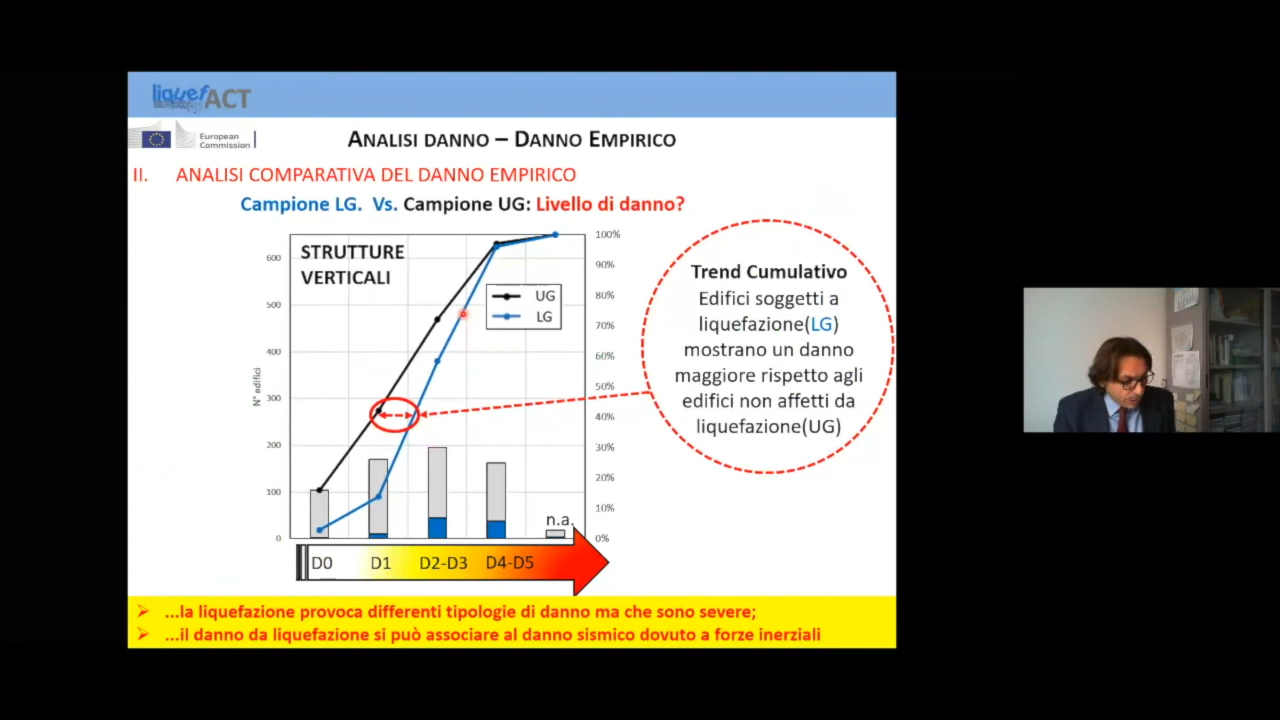 liquefACT
European
Commission
ANALISI DANNO – DANNO EMPIRICO
II. ANALISI COMPARATIVA DEL DANNO EMPIRICO
Campione LG. Vs. Campione UG: Livello di danno?
STRUTTURE
VERTICALI
UG
LG
N° edifici
600
500
400
300
200
100
0
100%
90%
80%
70%
60%
50%
40%
30%
20%
10%
0%
n.a.
D0 D1 D2-D3 D4-D5
Trend Cumulativo
Edifici soggetti a
liquefazione(LG)
mostrano un danno
maggiore rispetto agli
edifici non affetti da
liquefazione(UG)
...la liquefazione provoca differenti tipologie di danno ma che sono severe;
...il danno da liquefazione si può associare al danno sismico dovuto a forze inerziali